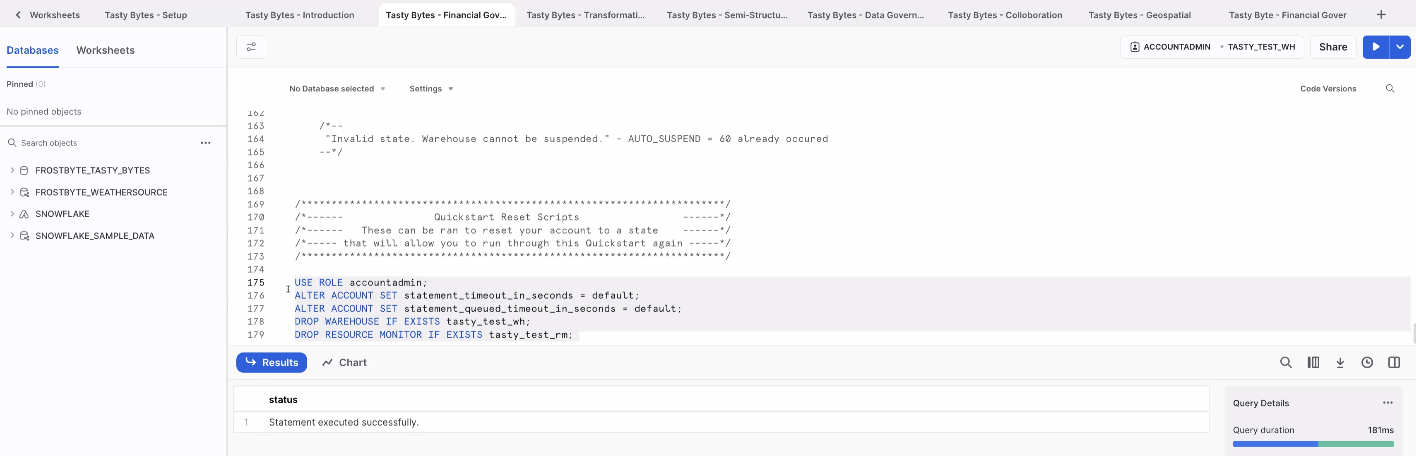 Worksheets
Tasty Bytes - Setup
Tasty Bytes - Introduction
Tasty Bytes - Financial Gov...
Tasty Bytes - Transformati...
Tasty Bytes - Semi-Structu...
Tasty Bytes - Data Govern...
Tasty Bytes - Colloboration
Tasty Bytes - Geospatial
Tasty Byte - Financial Gover
Databases
Worksheets
Pinned (0)
No pinned objects
Search objects
FROSTBYTE_TASTY_BYTES
FROSTBYTE_WEATHERSOURCE
SNOWFLAKE
SNOWFLAKE_SAMPLE_DATA
ACCOUNTADMIN • TASTY_TEST_WH
Share
No Database selected
Settings
Code Versions
162
163 /*--
164 "Invalid state. Warehouse cannot be suspended." - AUTO_SUSPEND = 60 already occured
165 --*/
166
167
168
169 /***********************************************************************/
170 /*------ Quickstart Reset Scripts ------*/
171 /*------ These can be ran to reset your account to a state ------*/
172 /*----- that will allow you to run through this Quickstart again -----*/
173 /***********************************************************************/
174
175 USE ROLE accountadmin;
176 ALTER ACCOUNT SET statement_timeout_in_seconds = default;
177 ALTER ACCOUNT SET statement_queued_timeout_in_seconds = default;
178 DROP WAREHOUSE IF EXISTS tasty_test_wh;
179 DROP RESOURCE MONITOR IF EXISTS tasty_test_rm;
Results
Chart
status
1 Statement executed successfully.
Query Details
Query duration 181ms